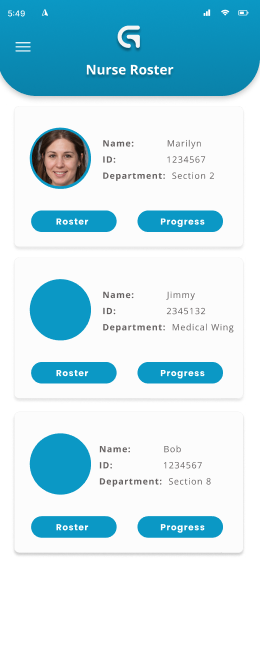 5:49
Nurse Roster
Name: Marilyn
ID: 1234567
Department: Section 2
Roster Progress
Name: Jimmy
ID: 2345132
Department: Medical Wing
Roster Progress
Name: Bob
ID: 1234567
Department: Section 8
Roster Progress